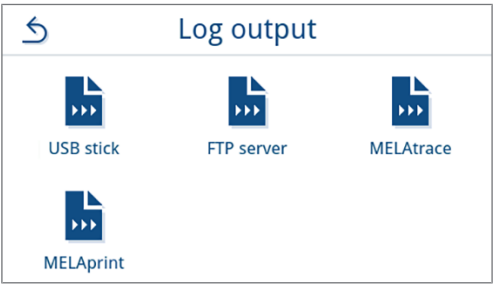 Log output
USB stick
FTP server
MELAtrace
MELAprint